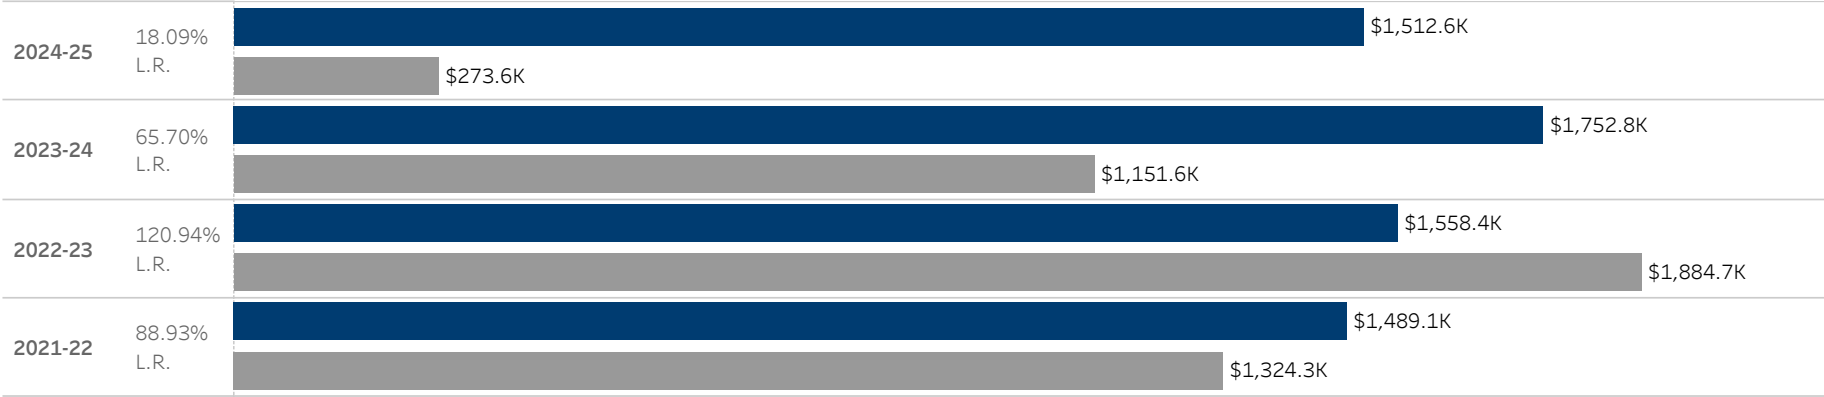 2024-25
18.09%
L.R.
$1,512.6K
$273.6K
2023-24
65.70%
L.R.
$1,752.8K
$1,151.6K
2022-23
120.94%
L.R.
$1,558.4K
$1,884.7K
2021-22
88.93%
L.R.
$1,489.1K
$1,324.3K